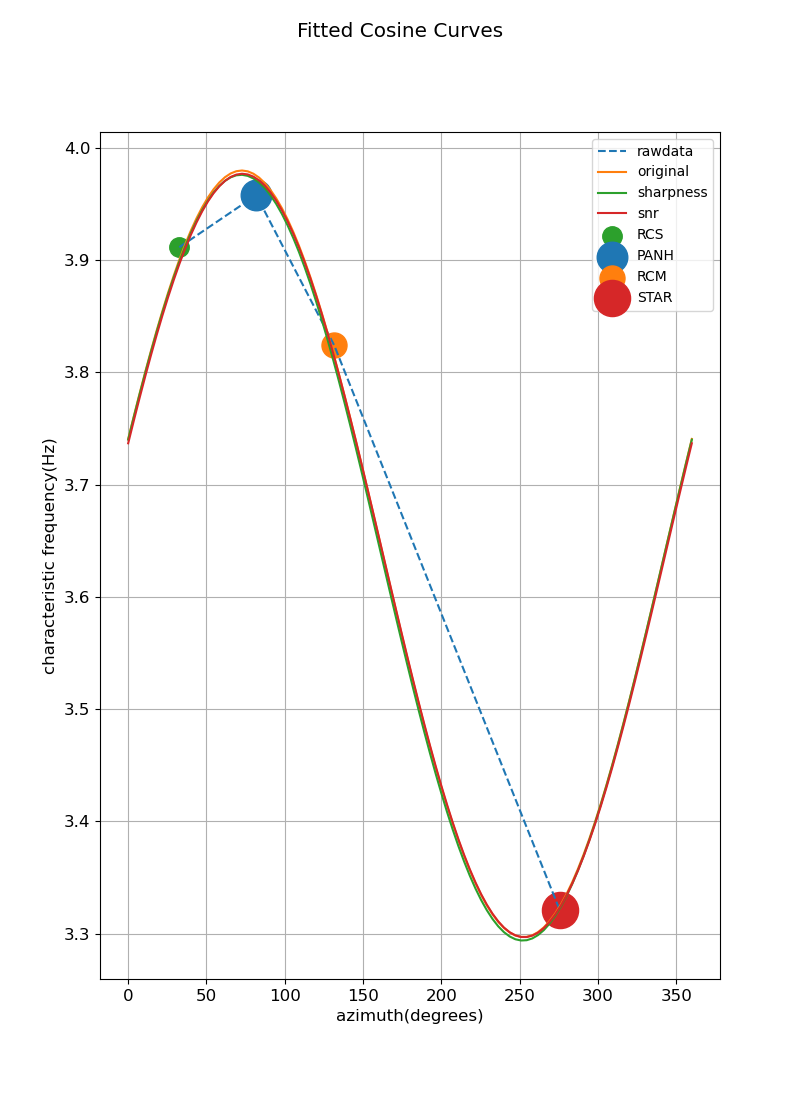 Fitted Cosine Curves
4.0
3.9
3.8
3.7
3.6
3.5
3.4
3.3
characteristic frequency(Hz)
rawdata
original
sharpness
snr
RCS
PANH
RCM
STAR
0 50 100 150 200 250 300 350
azimuth(degrees)